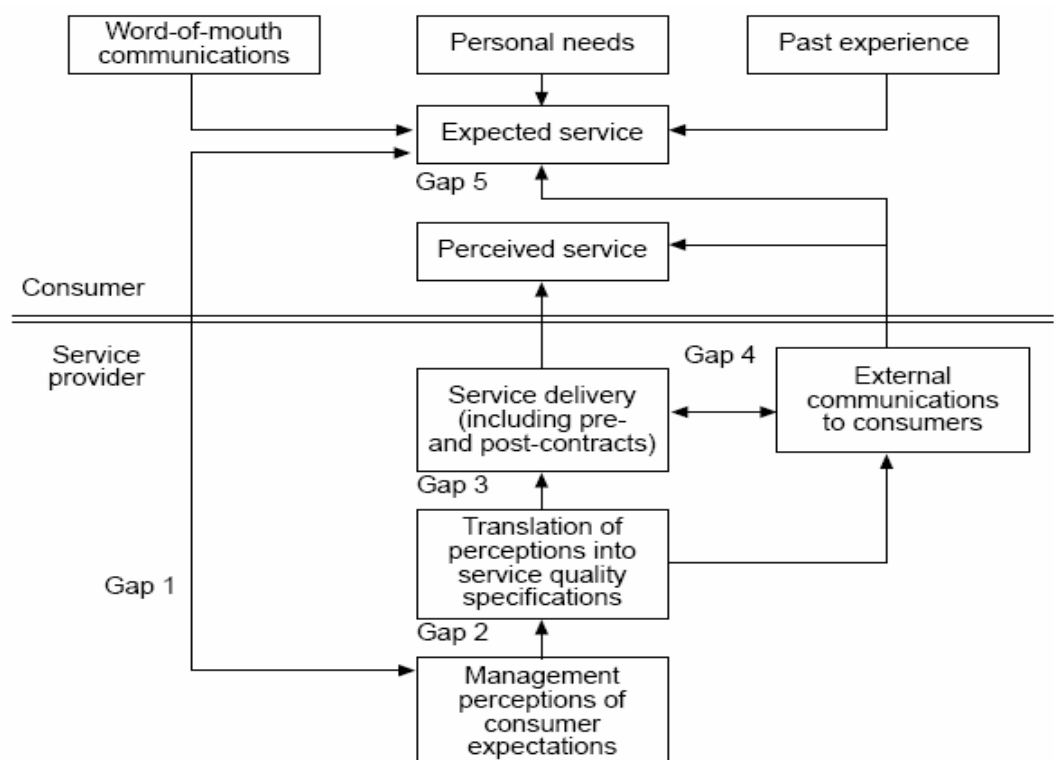 Word-of-mouth
communications
Personal needs
Past experience
Expected service
Gap 5
Perceived service
Consumer
Service
provider
Gap 4
Service delivery
(including pre-
and post-contracts)
External
communications
to consumers
Gap 3
Translation of
perceptions into
service quality
specifications
Gap 1
Gap 2
Management
perceptions of
consumer
expectations